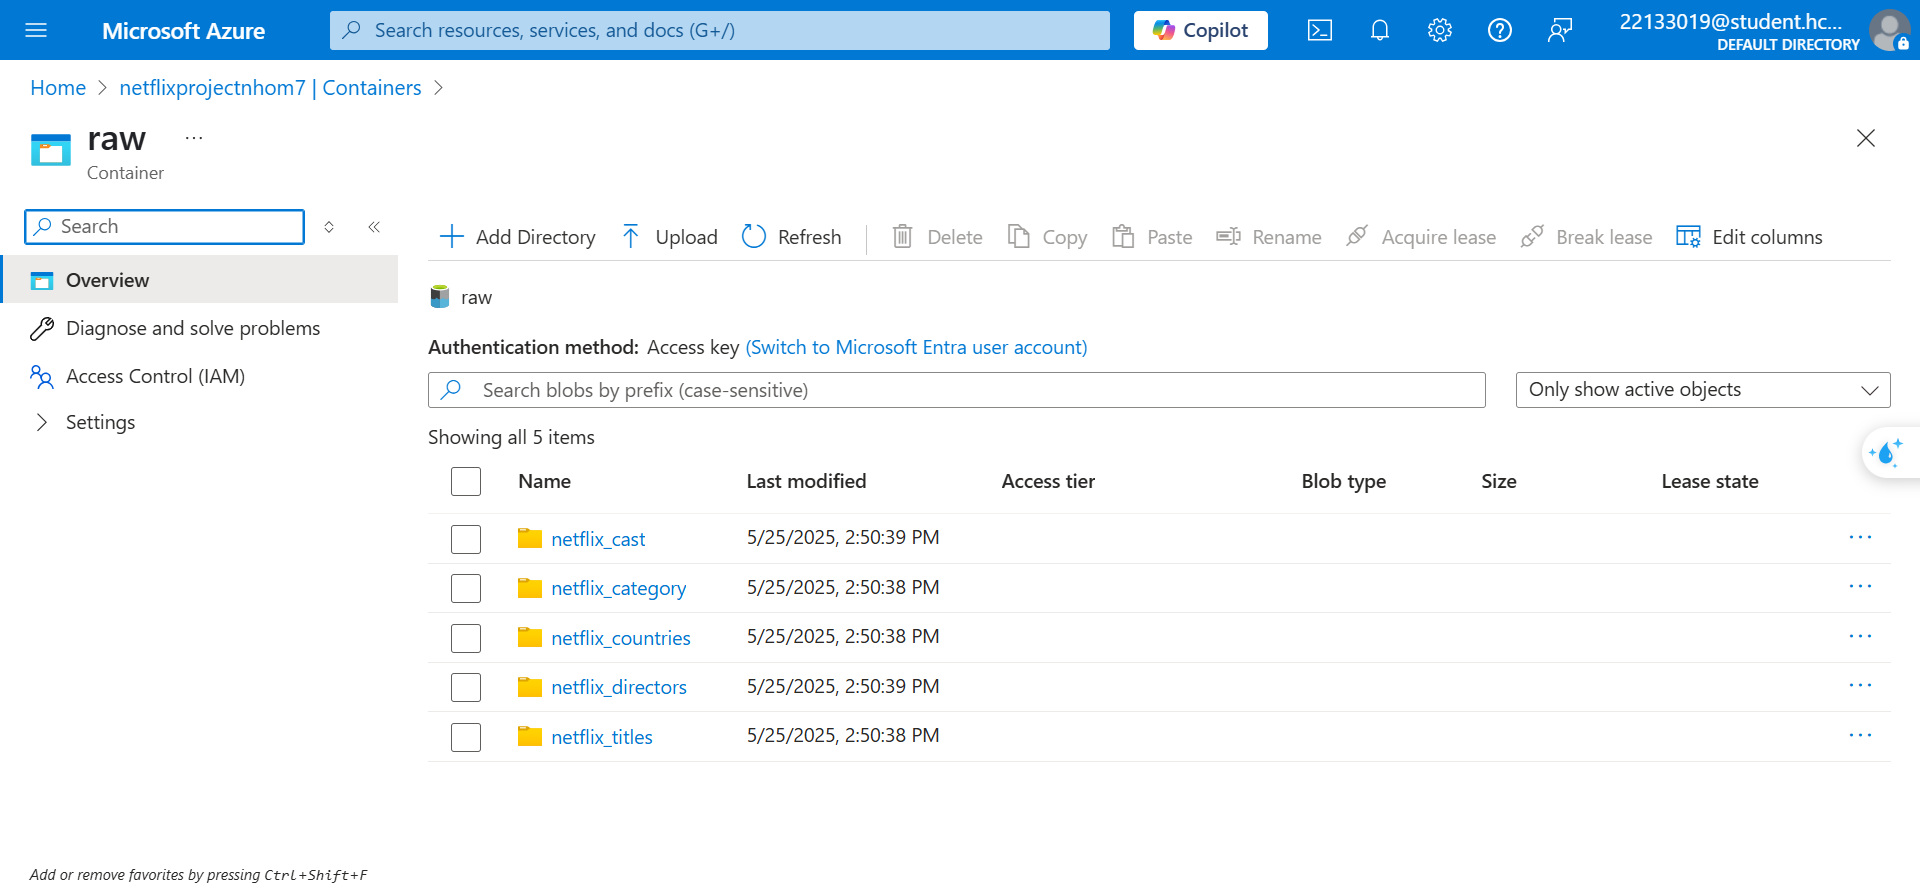 Microsoft Azure
Search resources, services, and docs (G+/)
Copilot
22133019@student.hc...
DEFAULT DIRECTORY
Home > netflixprojectnhom7 | Containers >
raw ...
Container
Search
Overview
Diagnose and solve problems
Access Control (IAM)
Settings
Add Directory Upload Refresh Delete Copy Paste Rename Acquire lease Break lease Edit columns
raw
Authentication method: Access key (Switch to Microsoft Entra user account)
Search blobs by prefix (case-sensitive)
Only show active objects
Showing all 5 items
Name Last modified Access tier Blob type Size Lease state
netflix_cast 5/25/2025, 2:50:39 PM ...
netflix_category 5/25/2025, 2:50:38 PM ...
netflix_countries 5/25/2025, 2:50:38 PM ...
netflix_directors 5/25/2025, 2:50:39 PM ...
netflix_titles 5/25/2025, 2:50:38 PM ...
Add or remove favorites by pressing Ctrl+Shift+F